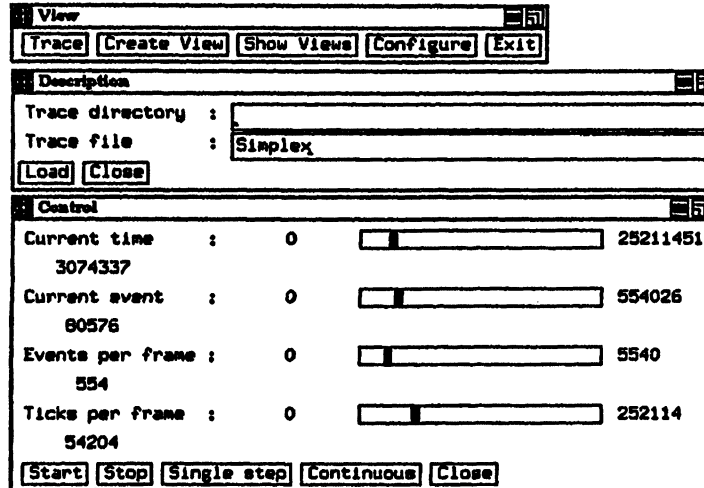 View
Trace Create View Show Views Configure Exit
Description
Trace directory :
Trace file : Simplex
Load Close
Control
Current time : 0 25211451
3074337
Current event : 0 554026
80576
Events per frame : 0 5540
554
Ticks per frame : 0 252114
54204
Start Stop Single step Continuous Close